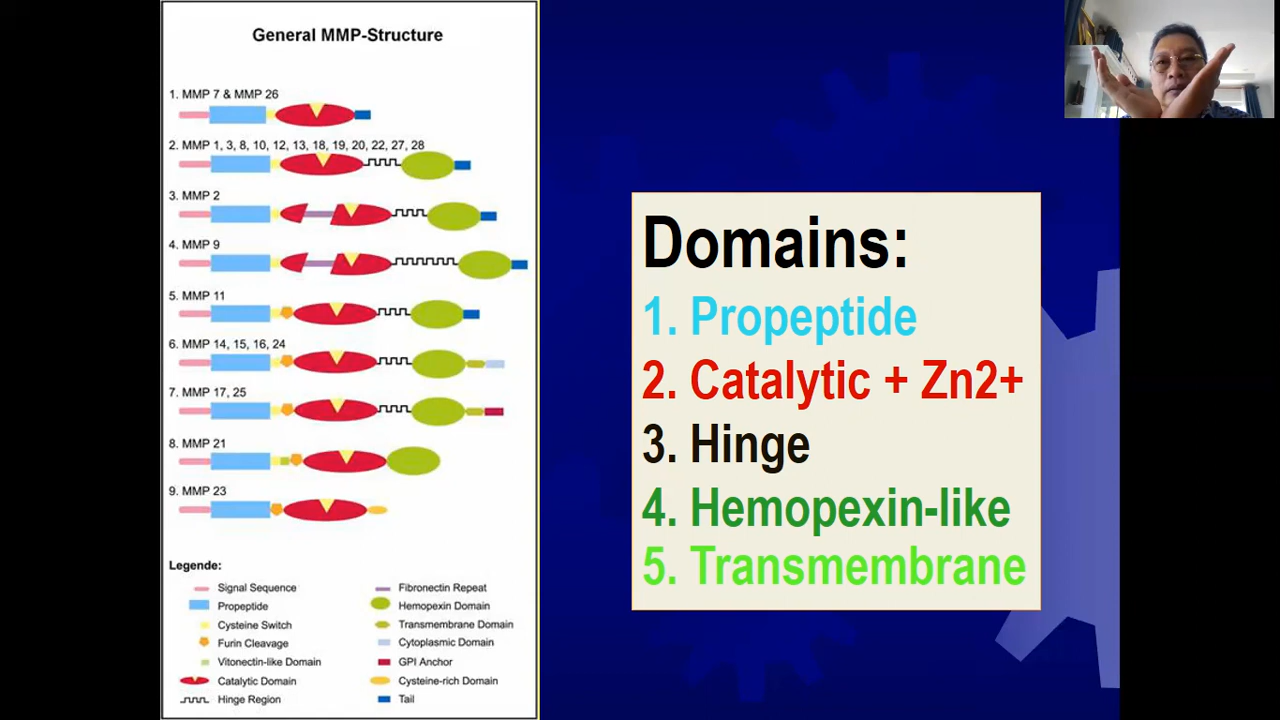 General MMP-Structure
1. MMP 7 & MMP 26
2. MMP 1, 3, 8, 10, 12, 13, 18, 19, 20, 22, 27, 28
3. MMP 2
4. MMP 9
5. MMP 11
6. MMP 14, 15, 16, 24
7. MMP 17, 25
8. MMP 21
9. MMP 23
Legende:
Signal Sequence
Propeptide
Cysteine Switch
Furin Cleavage
Vitonectin-like Domain
Catalytic Domain
Hinge Region
Fibronectin Repeat
Hemopexin Domain
Transmembrane Domain
Cytoplasmic Domain
GPI Anchor
Cysteine-rich Domain
Tail
Domains:
1. Propeptide
2. Catalytic + Zn2+
3. Hinge
4. Hemopexin-like
5. Transmembrane